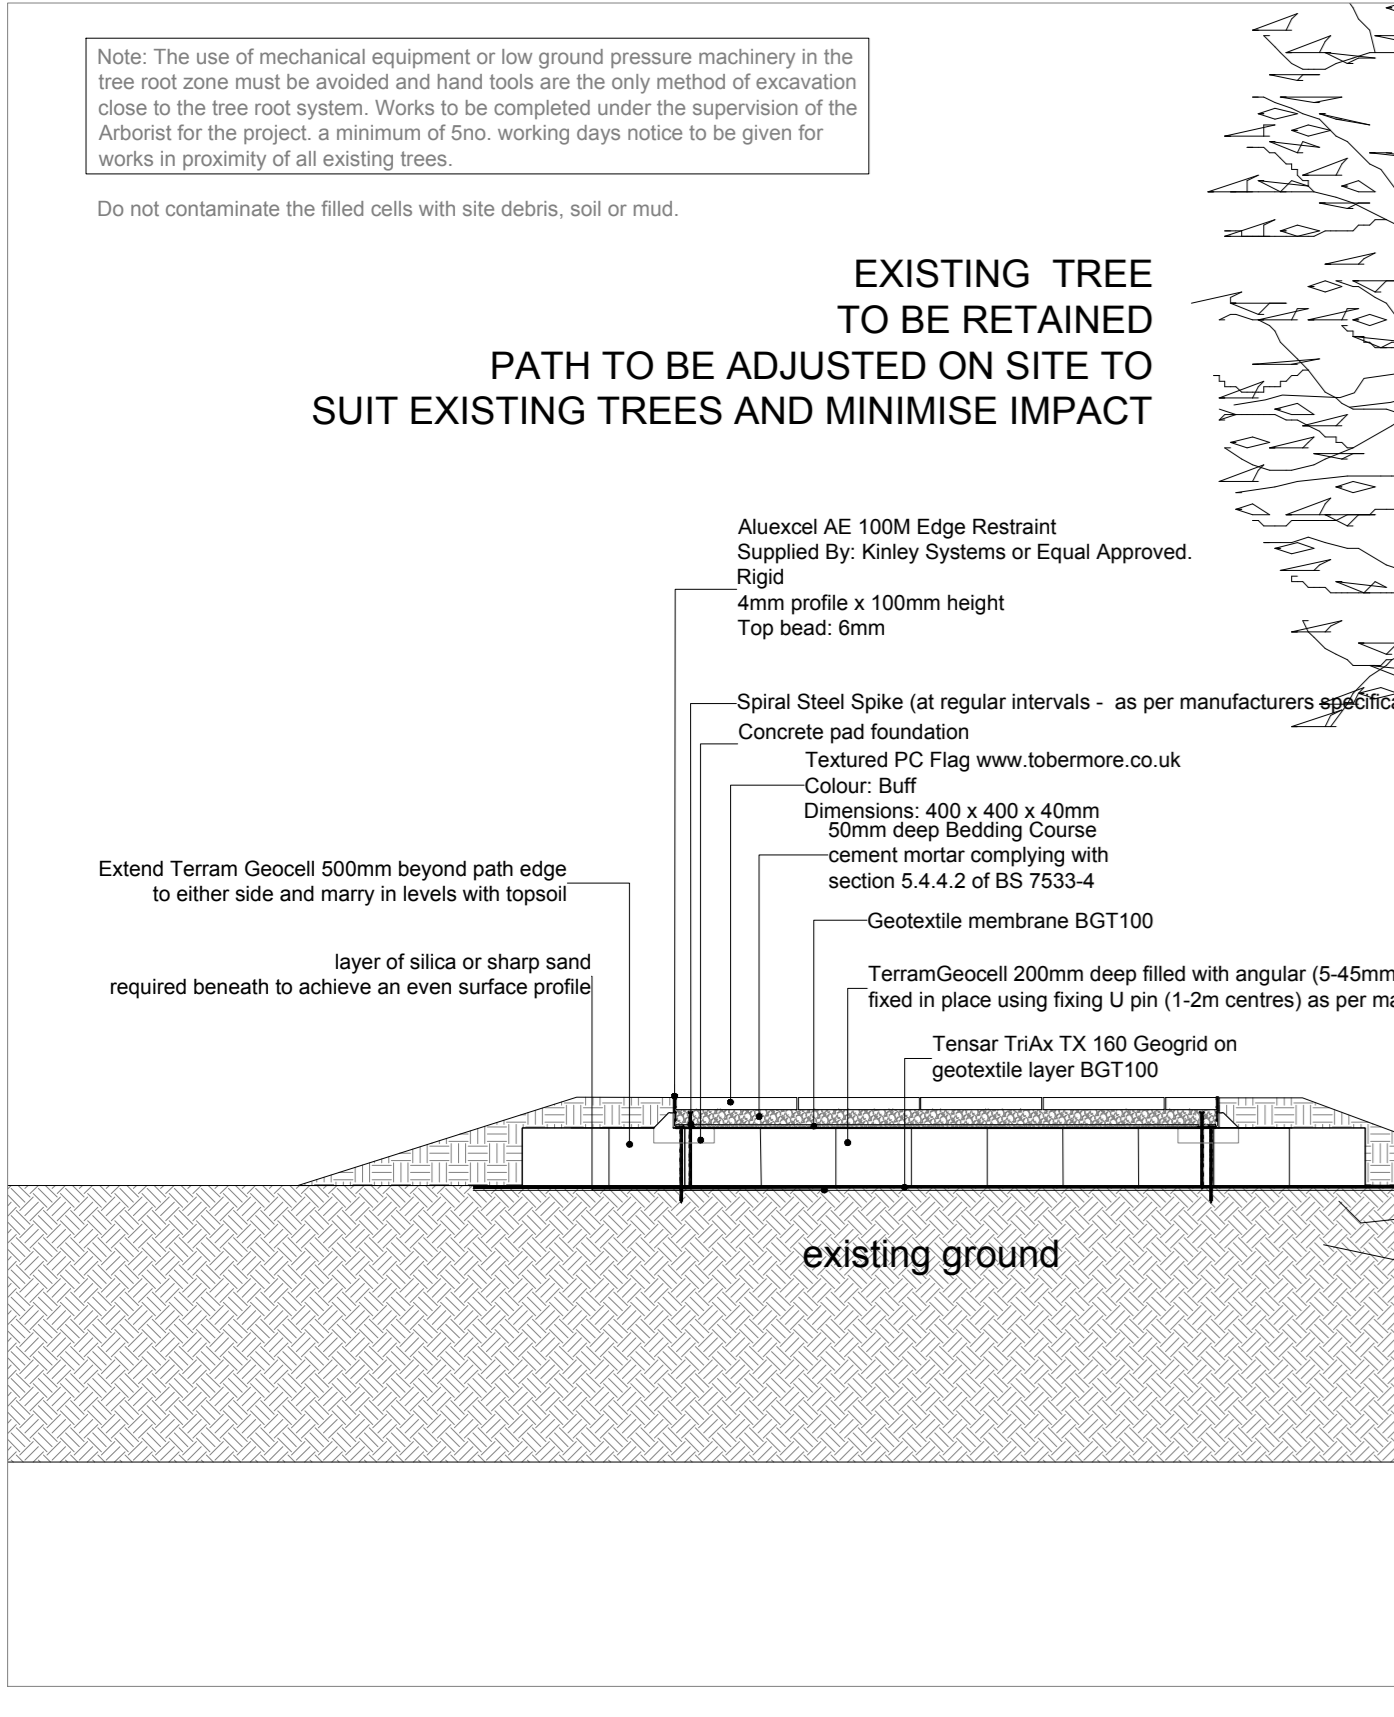 Note: The use of mechanical equipment or low ground pressure machinery in the
tree root zone must be avoided and hand tools are the only method of excavation
close to the tree root system. Works to be completed under the supervision of the
Arborist for the project. a minimum of 5no. working days notice to be given for
works in proximity of all existing trees.
Do not contaminate the filled cells with site debris, soil or mud.
EXISTING TREE
TO BE RETAINED
PATH TO BE ADJUSTED ON SITE TO
SUIT EXISTING TREES AND MINIMISE IMPACT
Aluexcel AE 100M Edge Restraint
Supplied By: Kinley Systems or Equal Approved.
Rigid
4mm profile x 100mm height
Top bead: 6mm
Spiral Steel Spike (at regular intervals - as per manufacturers
Concrete pad foundation
Textured PC Flag www.tobermore.co.uk
Colour: Buff
Dimensions: 400 x 400 x 40mm
50mm deep Bedding Course
cement mortar complying with
section 5.4.4.2 of BS 7533-4
Extend Terram Geocell 500mm beyond path edge
to either side and marry in levels with topsoil
Geotextile membrane BGT100
layer of silica or sharp sand
required beneath to achieve an even surface profile
TerramGeocell 200mm deep filled with angular (5-45mm
fixed in place using fixing U pin (1-2m centres) as per
Tensar TriAx TX 160 Geogrid on
geotextile layer BGT100
existing ground